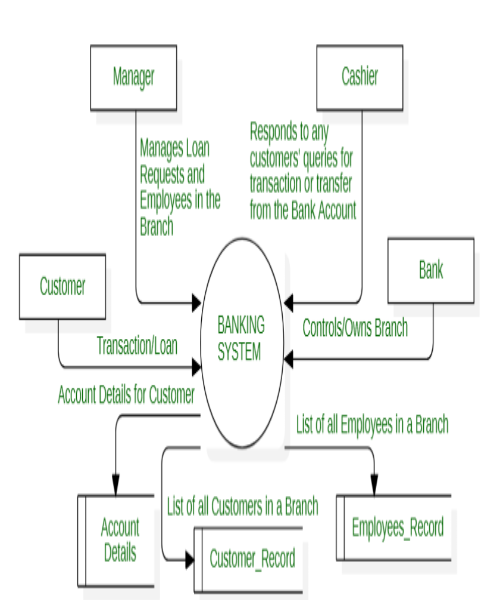 Manager
Cashier
Manages Loan
Requests and
Employees in the
Branch
Responds to any
customers' queries for
transaction or transfer
from the Bank Account
Customer
Bank
BANKING
SYSTEM
Controls/Owns Branch
Transaction/Loan
Account Details for Customer
List of all Employees in a Branch
List of all Customers in a Branch
Account
Details
Employees_Record
Customer_Record